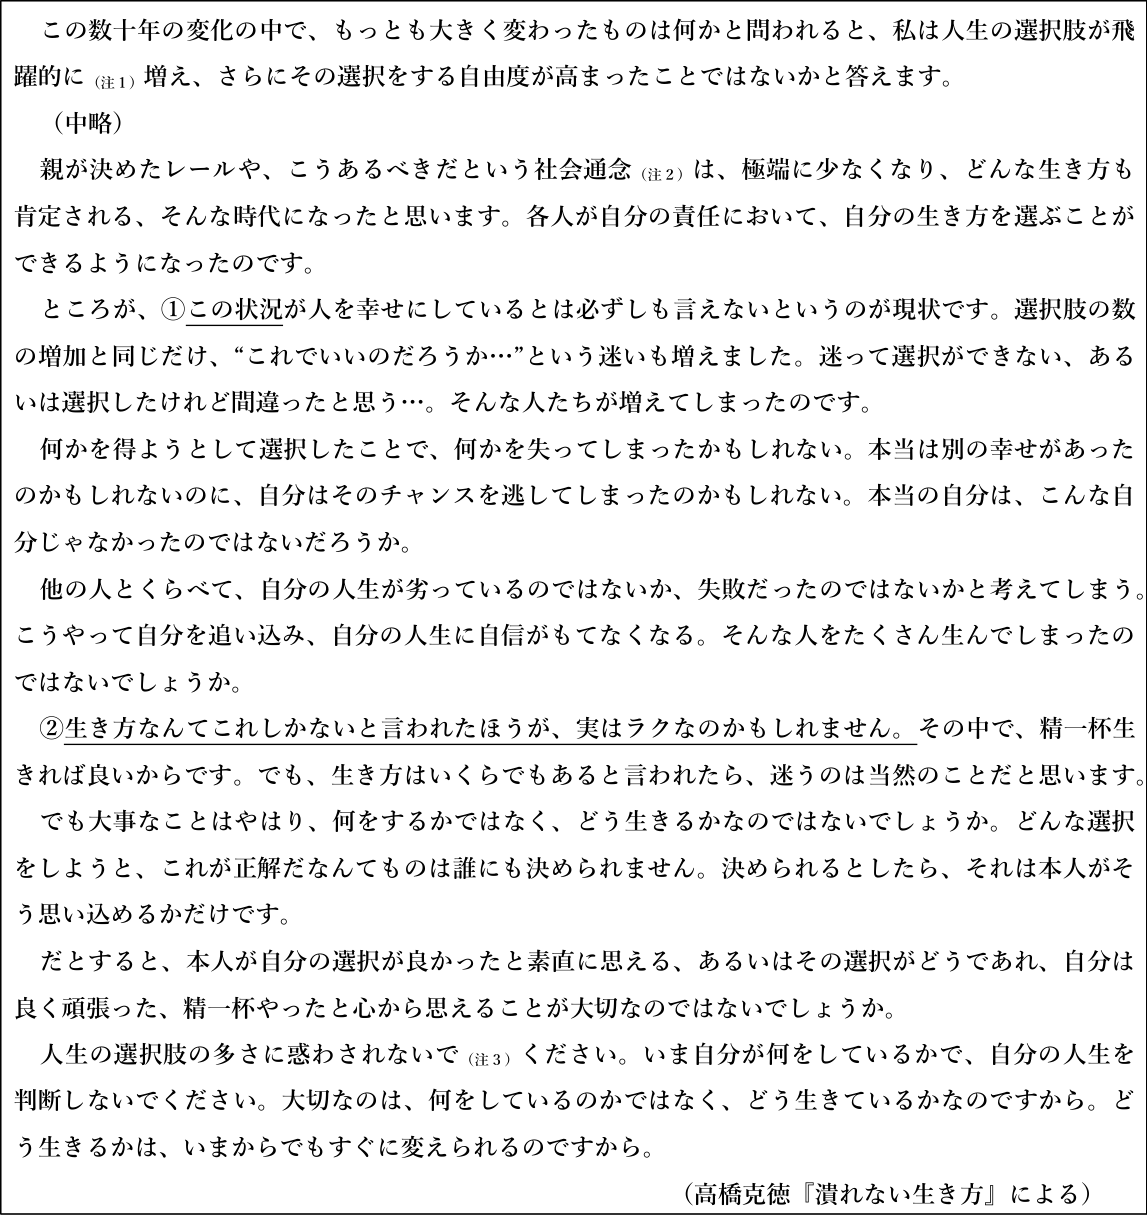 この数十年の変化の中で、もっとも大きく変わったものは何かと問われると、私は人生の選択肢が飛
躍的に（注1）増え、さらにその選択をする自由度が高まったことではないかと答えます。
（中略）
親が決めたレールや、こうあるべきだという社会通念（注2）は、極端に少なくなり、どんな生き方も
肯定される、そんな時代になったと思います。各人が自分の責任において、自分の生き方を選ぶことが
できるようになったのです。
ところが、①この状況が人を幸せにしているとは必ずしも言えないというのが現状です。選択肢の数
の増加と同じだけ、“これでいいのだろうか…”という迷いも増えました。迷って選択ができない、ある
いは選択したけれど間違ったと思う…。そんな人たちが増えてしまったのです。
何かを得ようとして選択したことで、何かを失ってしまったかもしれない。本当は別の幸せがあった
のかもしれないのに、自分はそのチャンスを逃してしまったのかもしれない。本当の自分は、こんな自
分じゃなかったのではないだろうか。
他の人とくらべて、自分の人生が劣っているのではないか、失敗だったのではないかと考えてしまう。
こうやって自分を追い込み、自分の人生に自信がもてなくなる。そんな人をたくさん生んでしまったの
ではないでしょうか。
②生き方なんてこれしかないと言われたほうが、実はラクなのかもしれません。その中で、精一杯生
きれば良いからです。でも、生き方はいくらでもあると言われたら、迷うのは当然のことだと思います。
でも大事なことはやはり、何をするかではなく、どう生きるかなのではないでしょうか。どんな選択
をしようと、これが正解だなんてものは誰にも決められません。決められるとしたら、それは本人がそ
う思い込めるかだけです。
だとすると、本人が自分の選択が良かったと素直に思える、あるいはその選択がどうであれ、自分は
良く頑張った、精一杯やったと心から思えることが大切なのではないでしょうか。
人生の選択肢の多さに惑わされないで（注3）ください。いま自分が何をしているかで、自分の人生を
判断しないでください。大切なのは、何をしているのかではなく、どう生きているかなのですから。ど
う生きるかは、いまからでもすぐに変えられるのですから。
（高橋克徳『潰れない生き方』による）